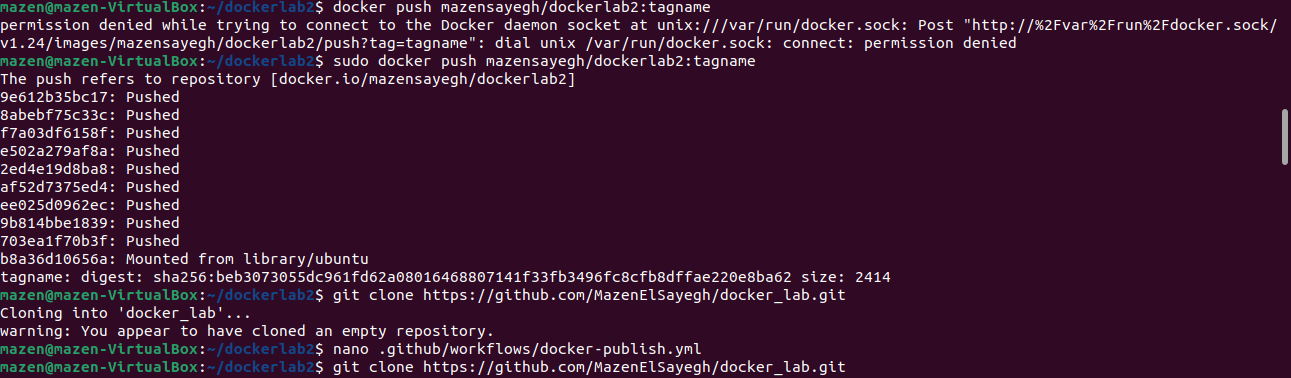 mazen@mazen-VirtualBox:~/dockerlab2$ docker push mazensayegh/dockerlab2:tagname
permission denied while trying to connect to the Docker daemon socket at unix:///var/run/docker.sock: Post "http://%2Fvar%2Frun%2Fdocker.sock/
v1.24/images/mazensayegh/dockerlab2/push?tag=tagname": dial unix /var/run/docker.sock: connect: permission denied
mazen@mazen-VirtualBox:~/dockerlab2$ sudo docker push mazensayegh/dockerlab2:tagname
The push refers to repository [docker.io/mazensayegh/dockerlab2]
9e612b35bc17: Pushed
8abebf75c33c: Pushed
f7a03df6158f: Pushed
e502a279af8a: Pushed
2ed4e19d8ba8: Pushed
af52d7375ed4: Pushed
ee025d0962ec: Pushed
9b814bbe1839: Pushed
703ea1f70b3f: Pushed
b8a36d10656a: Mounted from library/ubuntu
tagname: digest: sha256:beb3073055dc961fd62a08016468807141f33fb3496fc8cfb8dffae220e8ba62 size: 2414
mazen@mazen-VirtualBox:~/dockerlab2$ git clone https://github.com/MazenElSayegh/docker_lab.git
Cloning into 'docker_lab'...
warning: You appear to have cloned an empty repository.
mazen@mazen-VirtualBox:~/dockerlab2$ nano .github/workflows/docker-publish.yml
mazen@mazen-VirtualBox:~/dockerlab2$ git clone https://github.com/MazenElSayegh/docker_lab.git